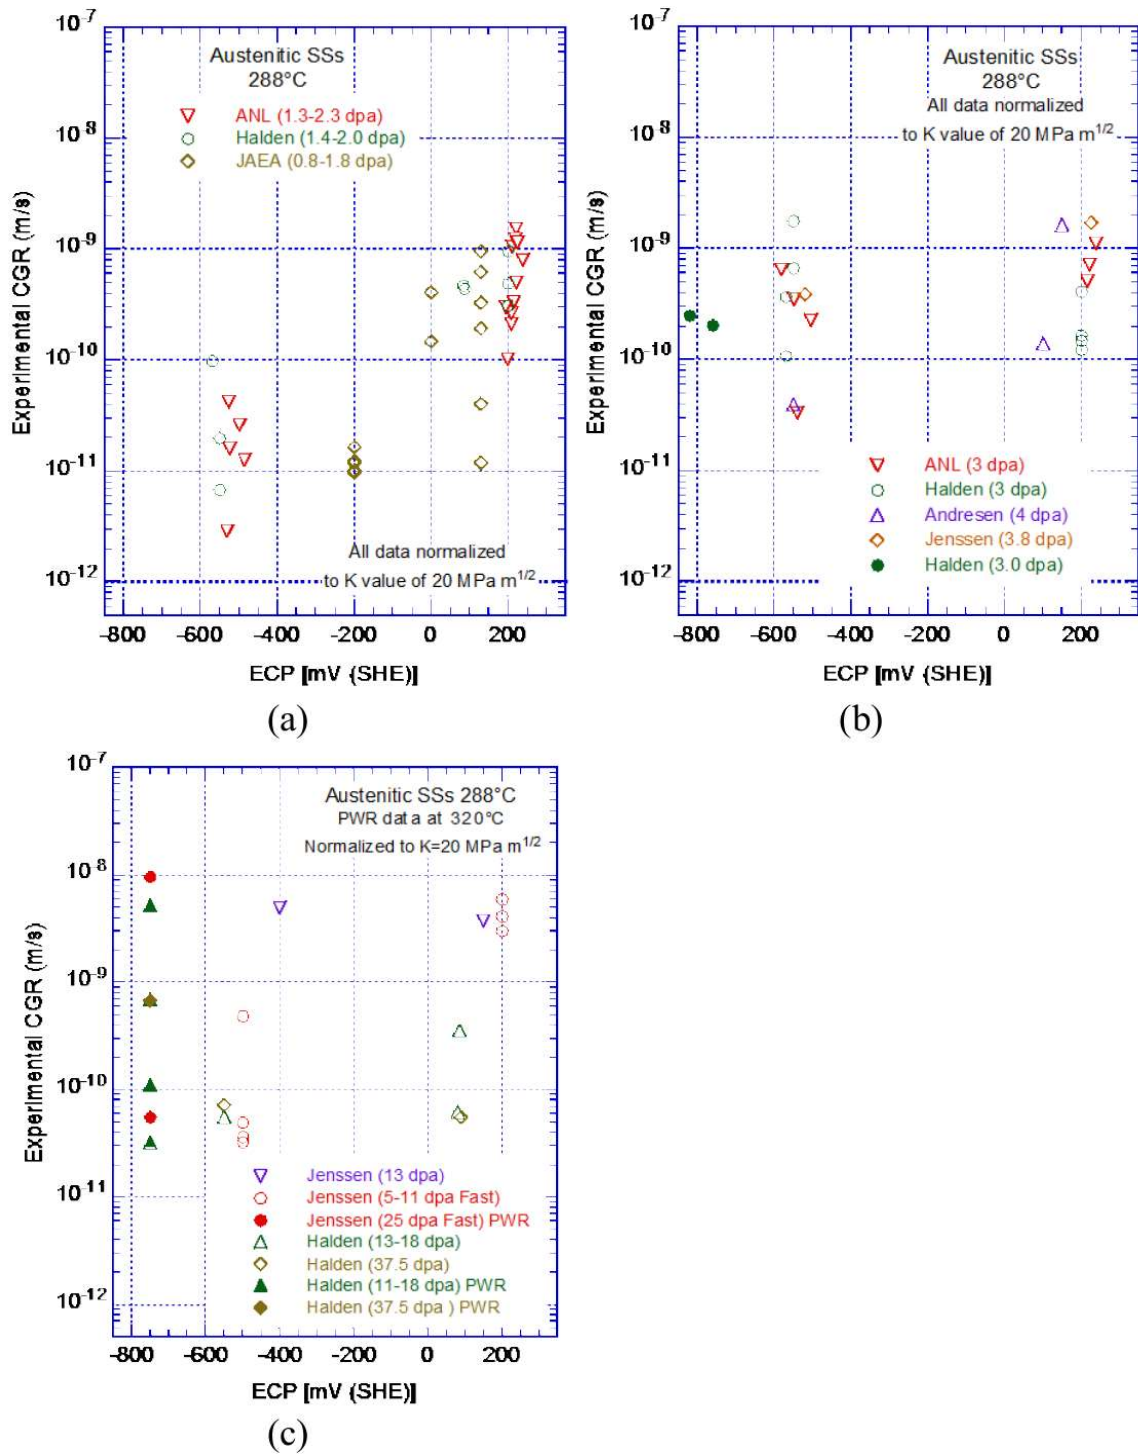 Austenitic SSs
288°C
ANL (1.3-2.3 dpa)
Halden (1.4-2.0 dpa)
JAEA (0.8-1.8 dpa)
All data normalized
to K value of 20 MPa m^1/2
Experimental CGR (m/s)
10^-7
10^-8
10^-9
10^-10
10^-11
10^-12
-800 -600 -400 -200 0 200
ECP [mV (SHE)]
(a)
Austenitic SSs
288°C
All data normalized
to K value of 20 MPa m^1/2
ANL (3 dpa)
Halden (3 dpa)
Andresen (4 dpa)
Jenssen (3.8 dpa)
Halden (3.0 dpa)
Experimental CGR (m/s)
10^-7
10^-8
10^-9
10^-10
10^-11
10^-12
-800 -600 -400 -200 0 200
ECP [mV (SHE)]
(b)
Austenitic SSs 288°C
PWR data at 320°C
Normalized to K=20 MPa m^1/2
Jenssen (13 dpa)
Jenssen (5-11 dpa Fast)
Jenssen (25 dpa Fast) PWR
Halden (13-18 dpa)
Halden (37.5 dpa)
Halden (11-18 dpa) PWR
Halden (37.5 dpa ) PWR
Experimental CGR (m/s)
10^-7
10^-8
10^-9
10^-10
10^-11
10^-12
-800 -600 -400 -200 0 200
ECP [mV (SHE)]
(c)